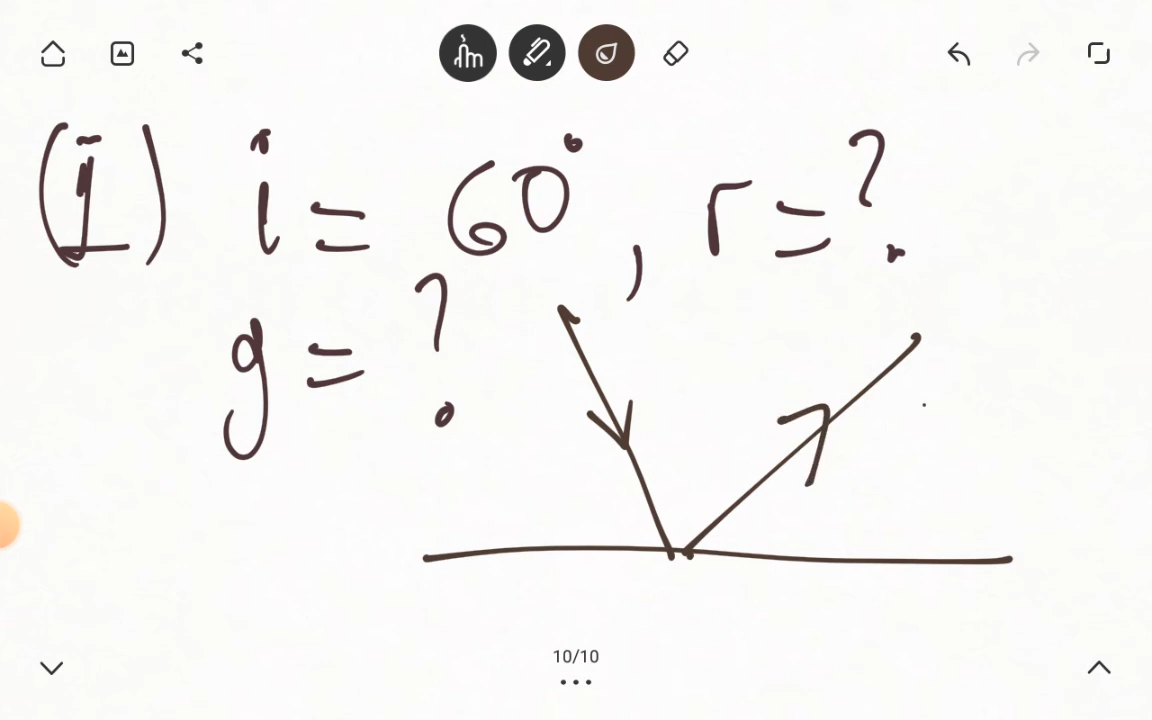 (1) i = 60°, r = ?
g = ?
10/10